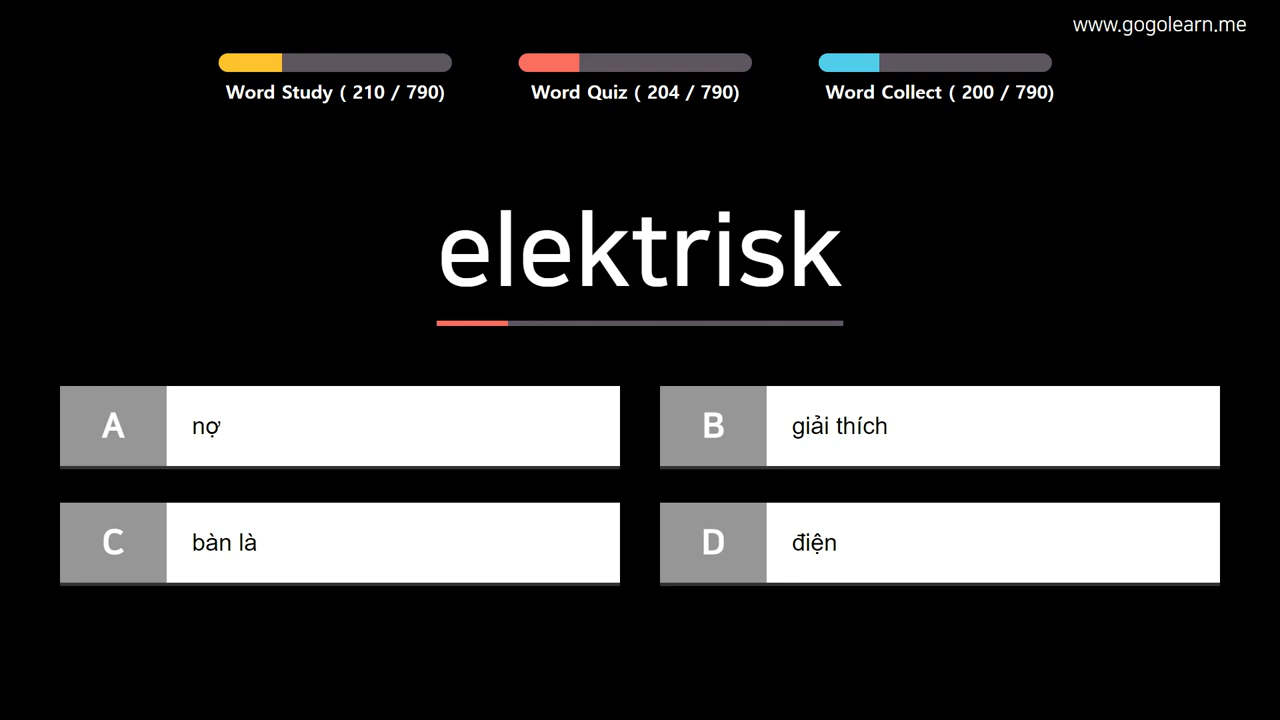 www.gogolearn.me
Word Study ( 210 / 790)
Word Quiz ( 204 / 790)
Word Collect ( 200 / 790)
elektrisk
A nợ
B giải thích
C bàn là
D điện